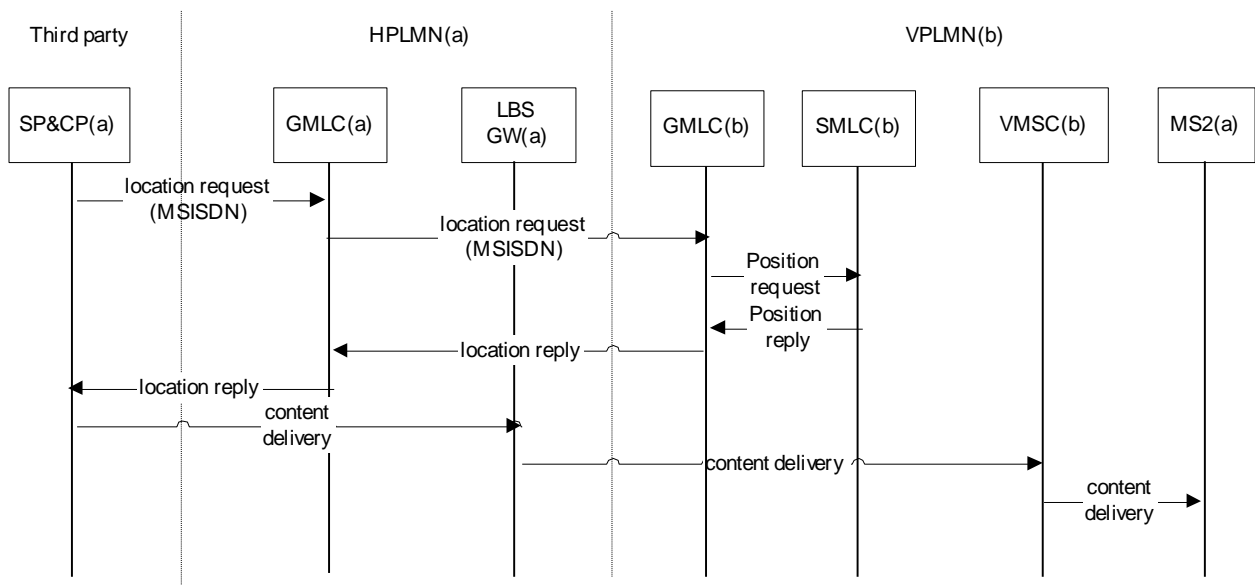 Third party
HPLMN(a)
VPLMN(b)
SP&CP(a)
GMLC(a)
LBS
GW(a)
GMLC(b)
SMLC(b)
VMSC(b)
MS2(a)
location request
(MSISDN)
location request
(MSISDN)
Position
request
Position
reply
location reply
location reply
content
delivery
content delivery
content
delivery